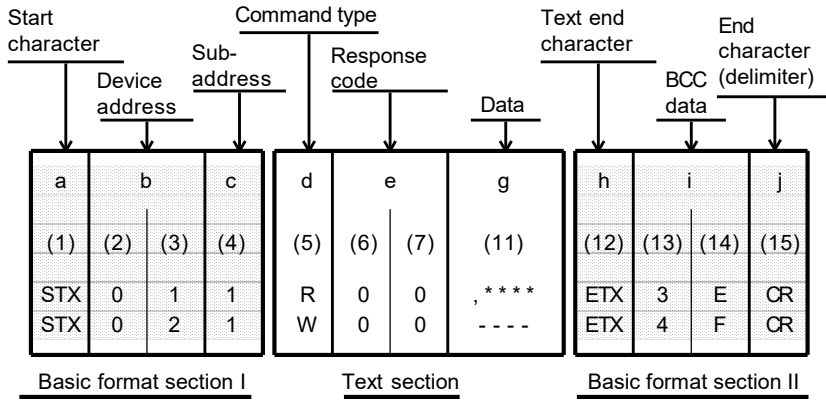 Start character
Device address
Sub-address
Command type
Response code
Data
Text end character
BCC data
End character (delimiter)
a b c d e g h i j
(1) (2) (3) (4) (5) (6) (7) (11) (12) (13) (14) (15)
STX 0 1 1 R 0 0 , * * * * ETX 3 E CR
STX 0 2 1 W 0 0 - - - - ETX 4 F CR
Basic format section I Text section Basic format section II